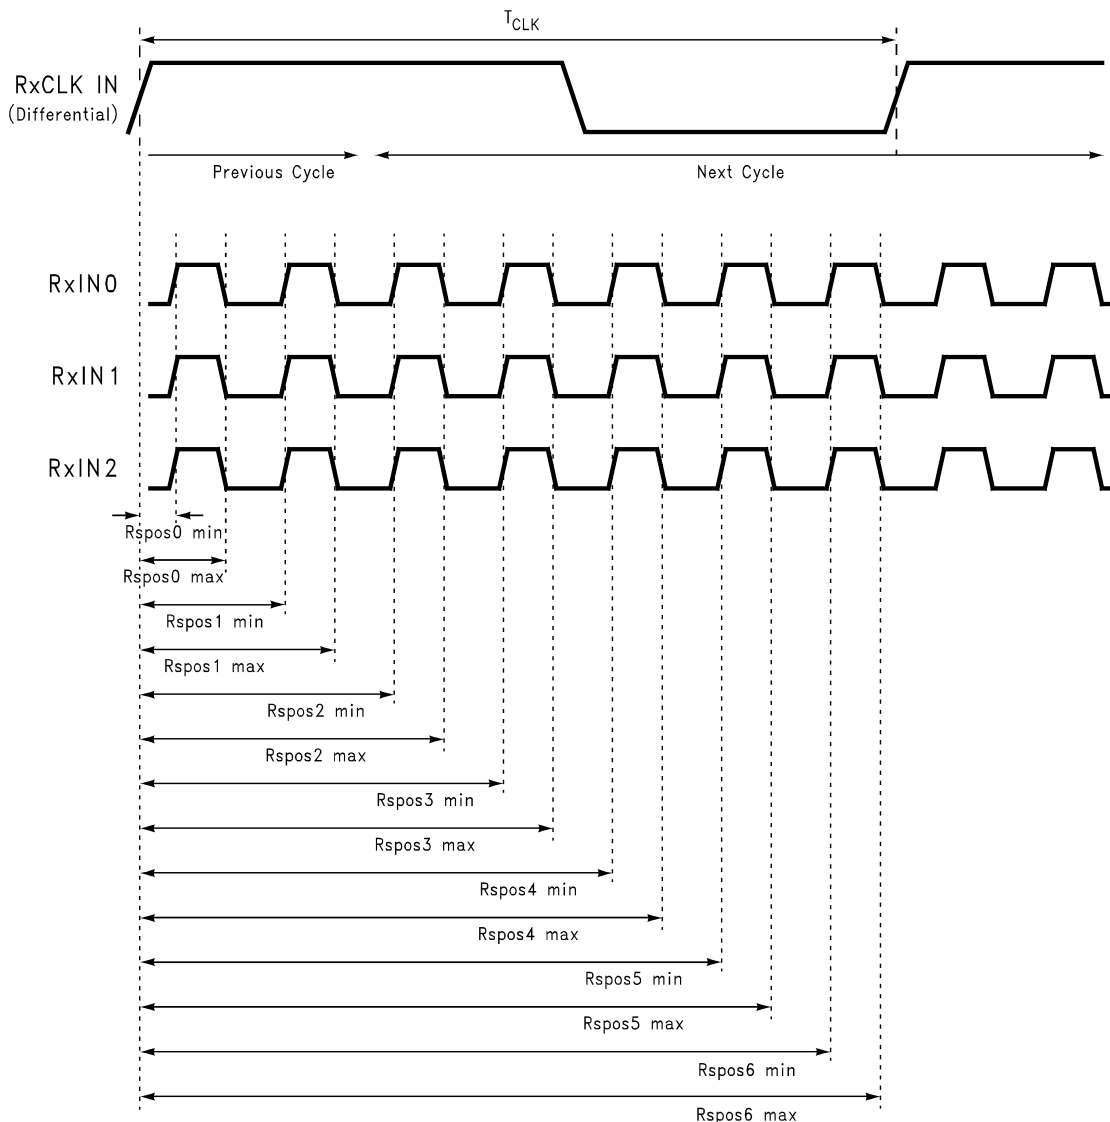 TCLK
RxCLK IN
(Differential)
Previous Cycle
Next Cycle
RxIN0
RxIN1
RxIN2
Rspos0 min
Rspos0 max
Rspos1 min
Rspos1 max
Rspos2 min
Rspos2 max
Rspos3 min
Rspos3 max
Rspos4 min
Rspos4 max
Rspos5 min
Rspos5 max
Rspos6 min
Rspos6 max